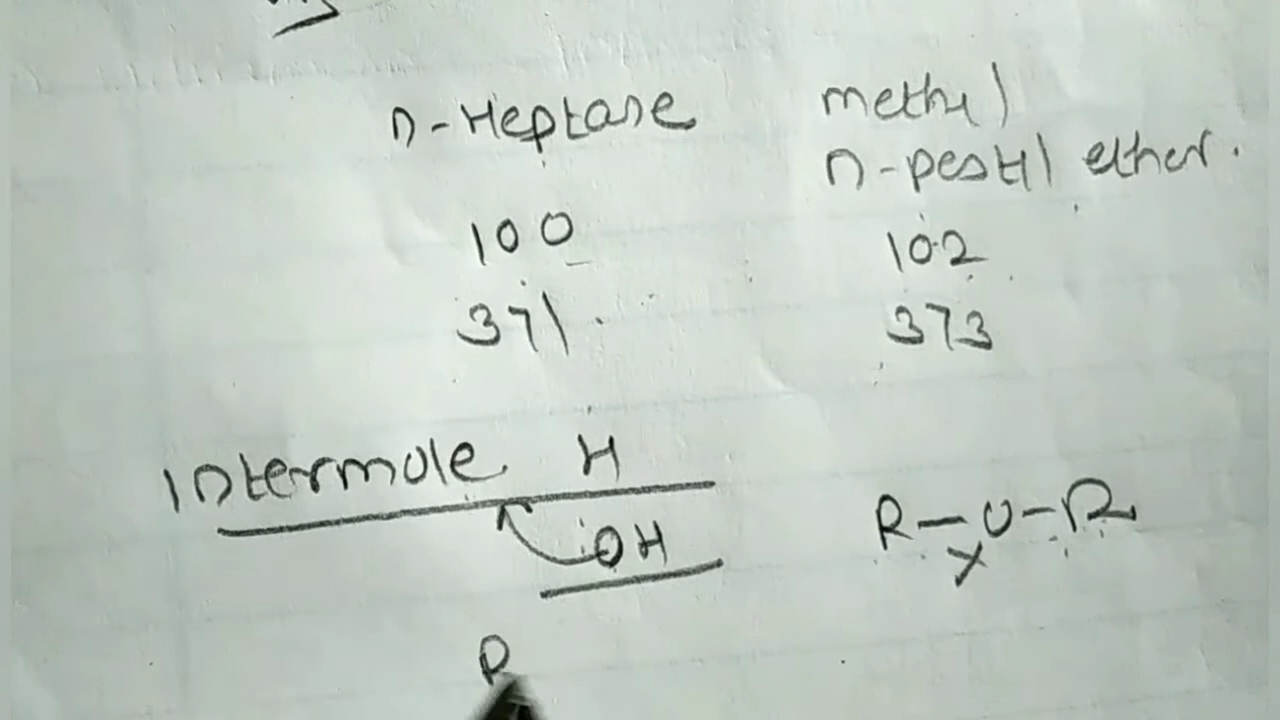 n-Heptane methyl
n-pentyl ether.
100 102
371. 373
Intermole H
OH R-O-R
X
R